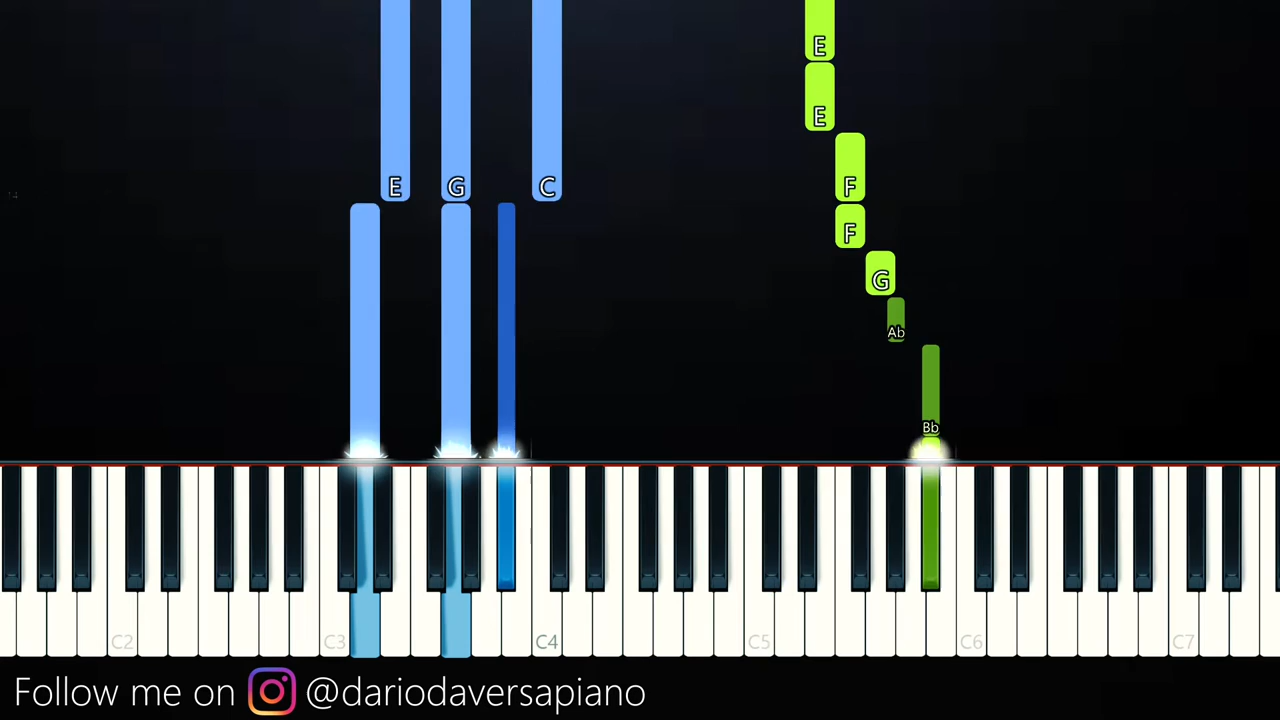 E
E
E G C F
F
G
Ab
Bb
C2 C3 C4 C5 C6 C7
Follow me on @dariodaversapiano